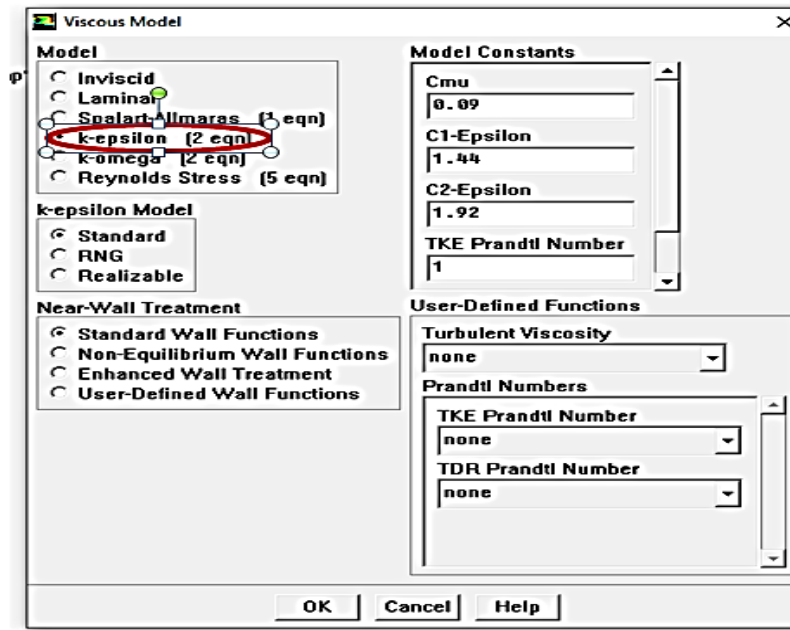 Viscous Model
Model
Inviscid
Laminar
Spalart-Allmaras (1 eqn)
k-epsilon (2 eqn)
k-omega (2 eqn)
Reynolds Stress (5 eqn)
k-epsilon Model
Standard
RNG
Realizable
Near-Wall Treatment
Standard Wall Functions
Non-Equilibrium Wall Functions
Enhanced Wall Treatment
User-Defined Wall Functions
Model Constants
Cmu
0.09
C1-Epsilon
1.44
C2-Epsilon
1.92
TKE Prandtl Number
1
User-Defined Functions
Turbulent Viscosity
none
Prandtl Numbers
TKE Prandtl Number
none
TDR Prandtl Number
none
OK Cancel Help